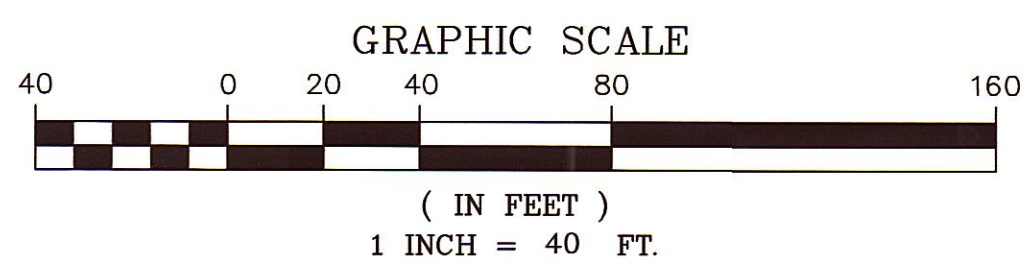 GRAPHIC SCALE
40 0 20 40 80 160
( IN FEET )
1 INCH = 40 FT.